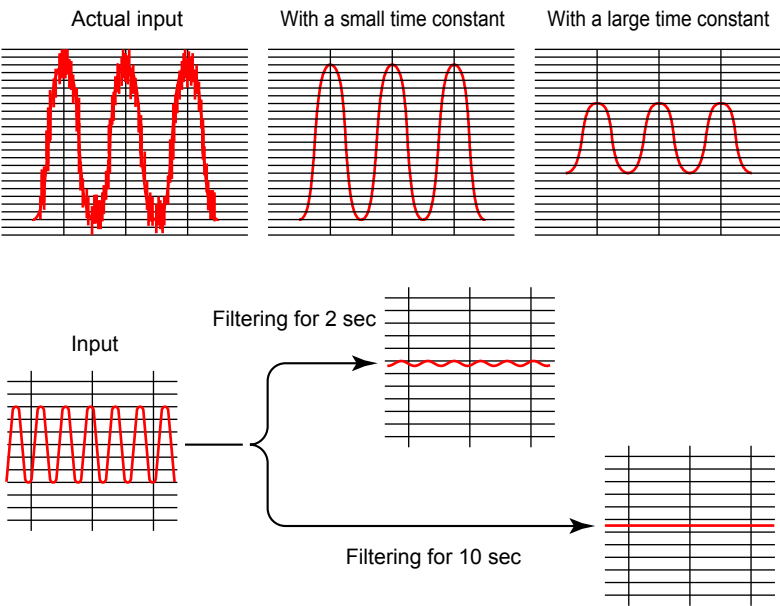 Actual input
With a small time constant
With a large time constant
Filtering for 2 sec
Input
Filtering for 10 sec